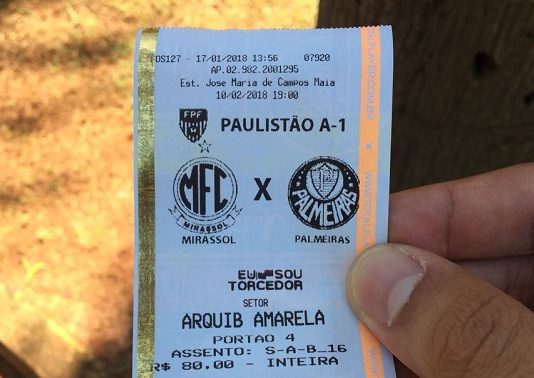 POS127 - 17/01/2018 13:56 07920
AP.02.982.2001295
Est. Jose Maria de Campos Maia
10/02/2018 19:00
FPF
PAULISTÃO A-1
MFC X PALMEIRAS
MIRASSOL
MIRASSOL PALMEIRAS
EU SOU
TORCEDOR
SETOR
ARQUIB AMARELA
PORTAO 4
ASSENTO: S-A-B_16
R$ 80.00 - INTEIRA